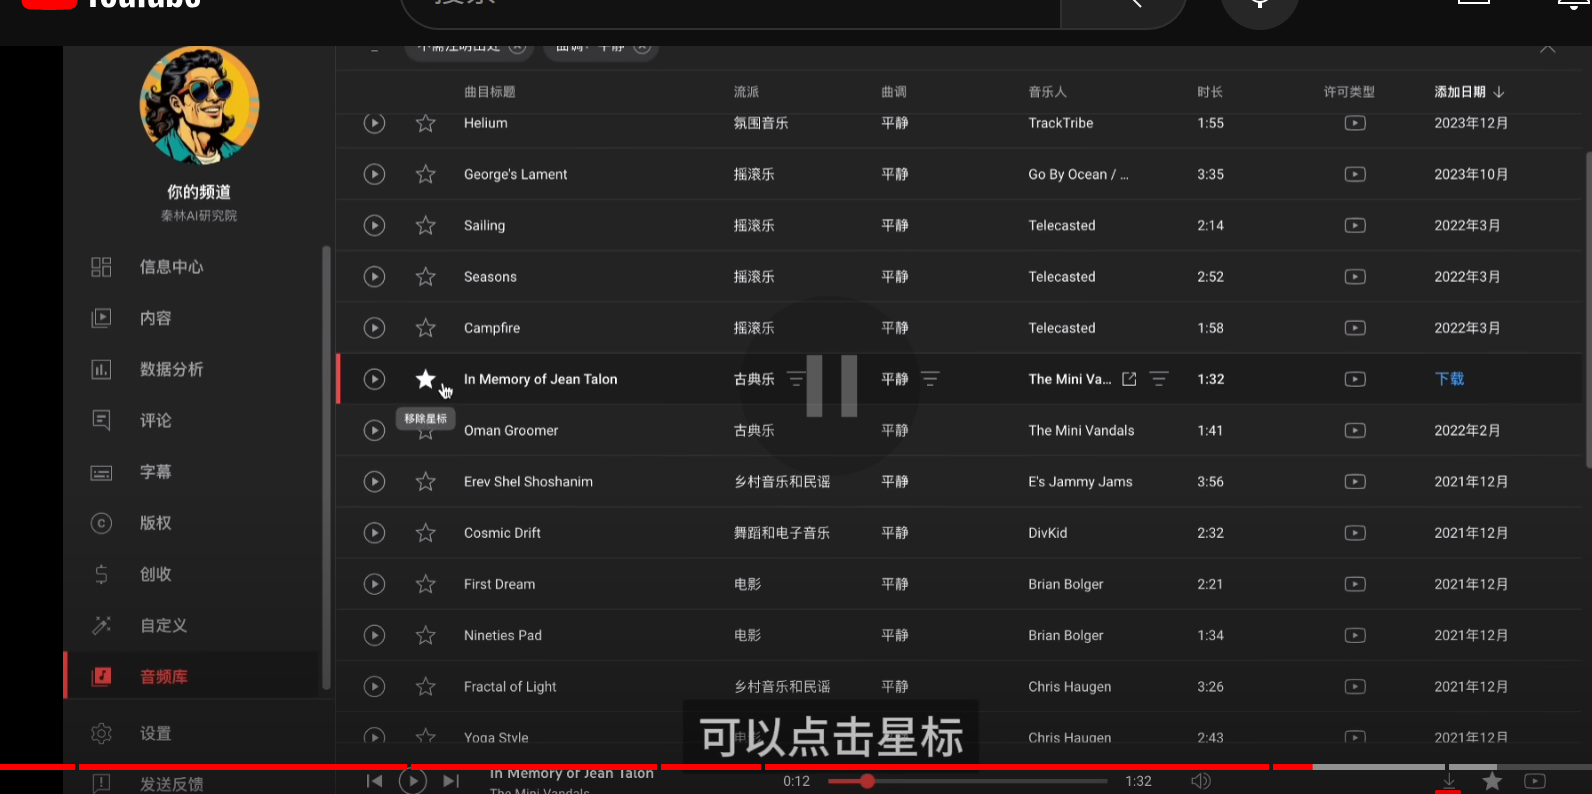 YouTube
搜索
不需注明出处
曲调：平静
曲目标题 流派 曲调 音乐人 时长 许可类型 添加日期
Helium 氛围音乐 平静 TrackTribe 1:55 2023年12月
George's Lament 摇滚乐 平静 Go By Ocean / ... 3:35 2023年10月
Sailing 摇滚乐 平静 Telecasted 2:14 2022年3月
Seasons 摇滚乐 平静 Telecasted 2:52 2022年3月
Campfire 摇滚乐 平静 Telecasted 1:58 2022年3月
In Memory of Jean Talon 古典乐 平静 The Mini Va... 1:32 下载
移除星标
Oman Groomer 古典乐 平静 The Mini Vandals 1:41 2022年2月
Erev Shel Shoshanim 乡村音乐和民谣 平静 E's Jammy Jams 3:56 2021年12月
Cosmic Drift 舞蹈和电子音乐 平静 DivKid 2:32 2021年12月
First Dream 电影 平静 Brian Bolger 2:21 2021年12月
Nineties Pad 电影 平静 Brian Bolger 1:34 2021年12月
Fractal of Light 乡村音乐和民谣 平静 Chris Haugen 3:26 2021年12月
Yoga Style 电影 Chris Haugen 2:43 2021年12月
你的频道
秦林AI研究院
信息中心
内容
数据分析
评论
字幕
版权
创收
自定义
音频库
设置
发送反馈
可以点击星标
In Memory of Jean Talon
The Mini Vandals
0:12
1:32